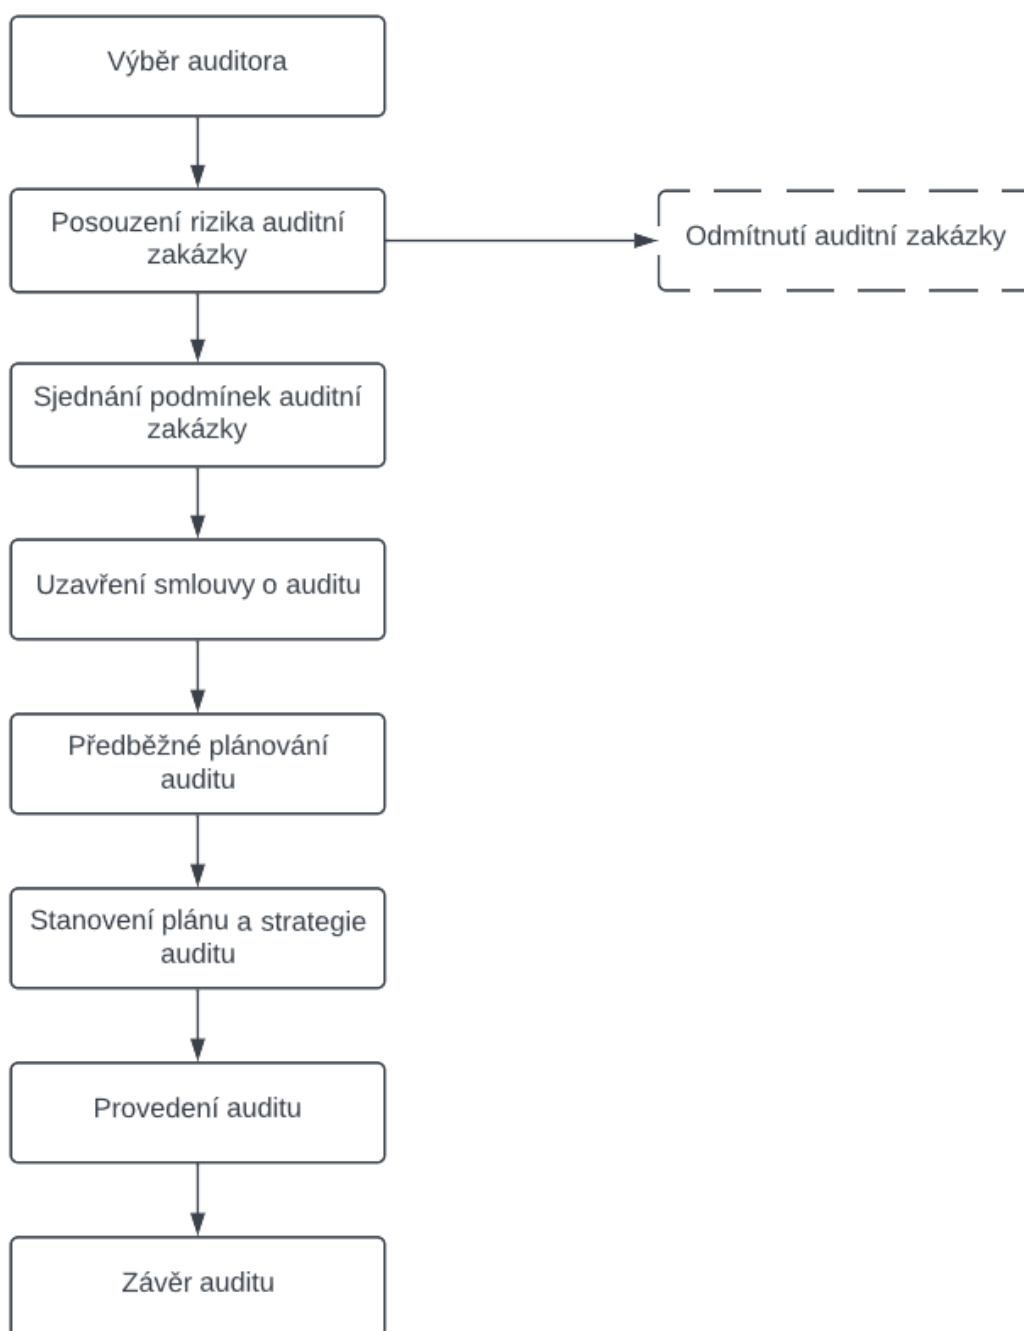 Výběr auditora
Posouzení rizika auditní
zakázky
Odmítnutí auditní zakázky
Sjednání podmínek auditní
zakázky
Uzavření smlouvy o auditu
Předběžné plánování
auditu
Stanovení plánu a strategie
auditu
Provedení auditu
Závěr auditu